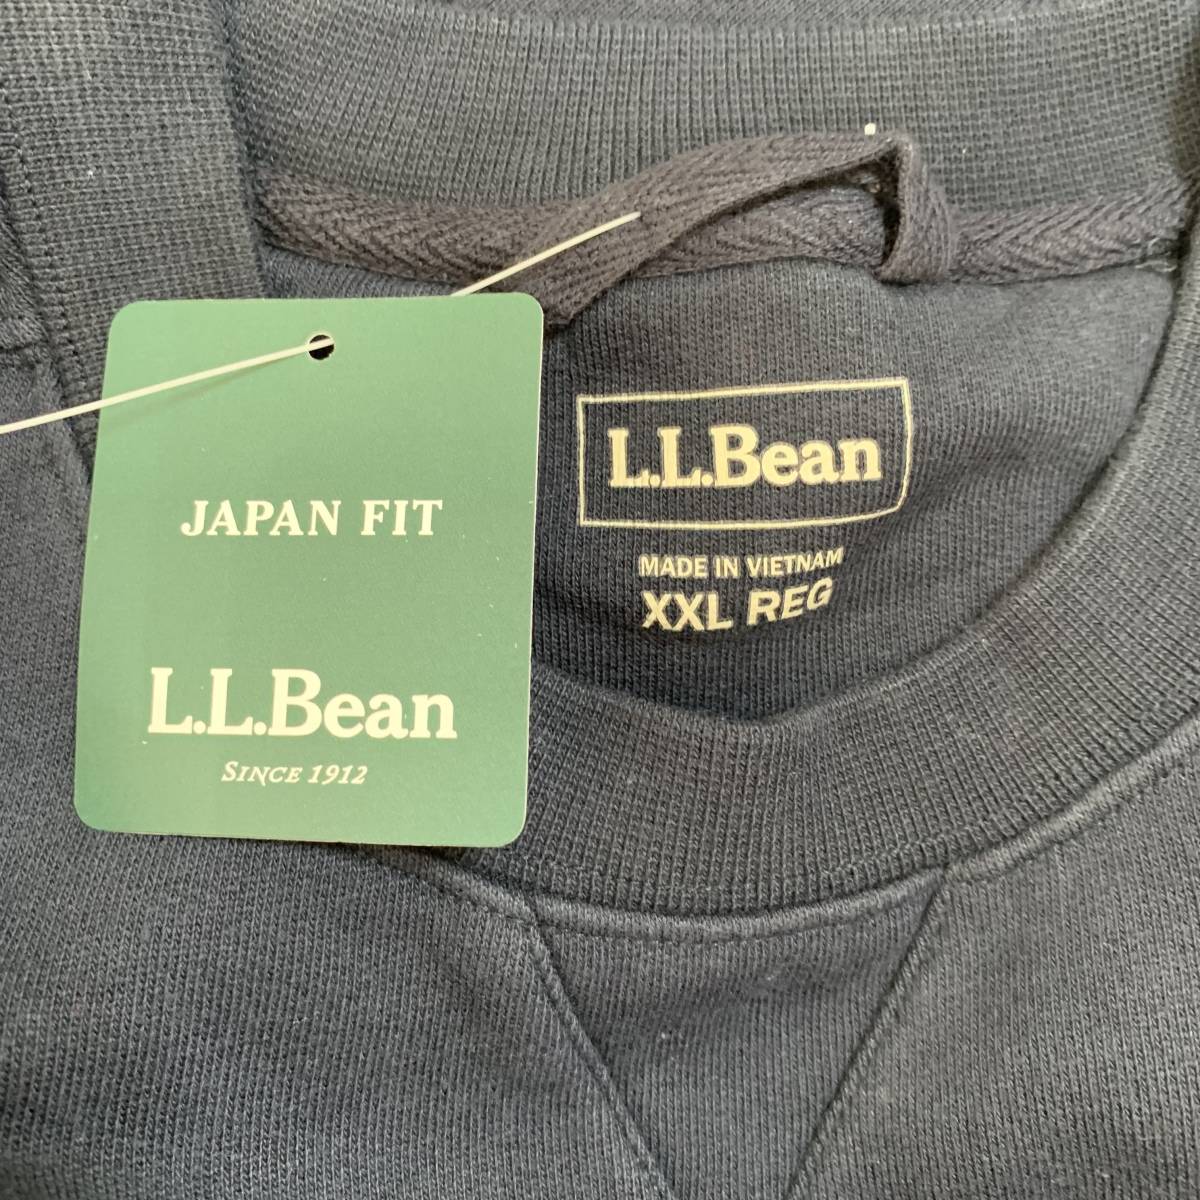 JAPAN FIT
L.L.Bean
SINCE 1912
L.L.Bean
MADE IN VIETNAM
XXL REG